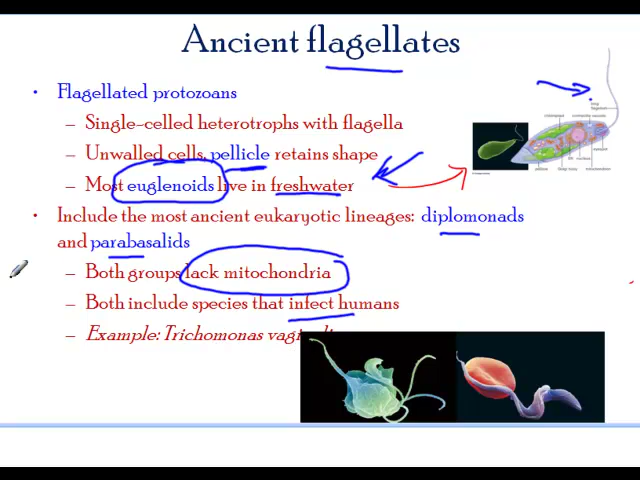 Ancient flagellates
• Flagellated protozoans
– Single-celled heterotrophs with flagella
– Unwalled cells, pellicle retains shape
– Most euglenoids live in freshwater
• Include the most ancient eukaryotic lineages: diplomonads
and parabasalids
– Both groups lack mitochondria
– Both include species that infect humans
– Example: Trichomonas